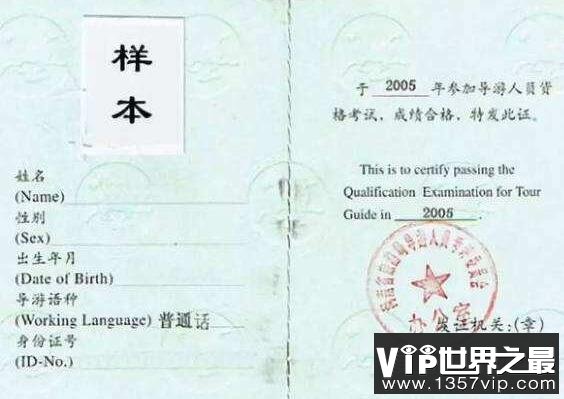 样
本
姓名
(Name)
性别
(Sex)
出生年月
(Date of Birth)
导游语种
(Working Language) 普通话
身份证号
(ID-No.)
于 2005 年参加导游人员资
格考试，成绩合格，特发此证。
This is to certify passing the
Qualification Examination for Tour
Guide in 2005 .
办公室
发证机关:(章)
VIP世界之最
www.1357vip.com